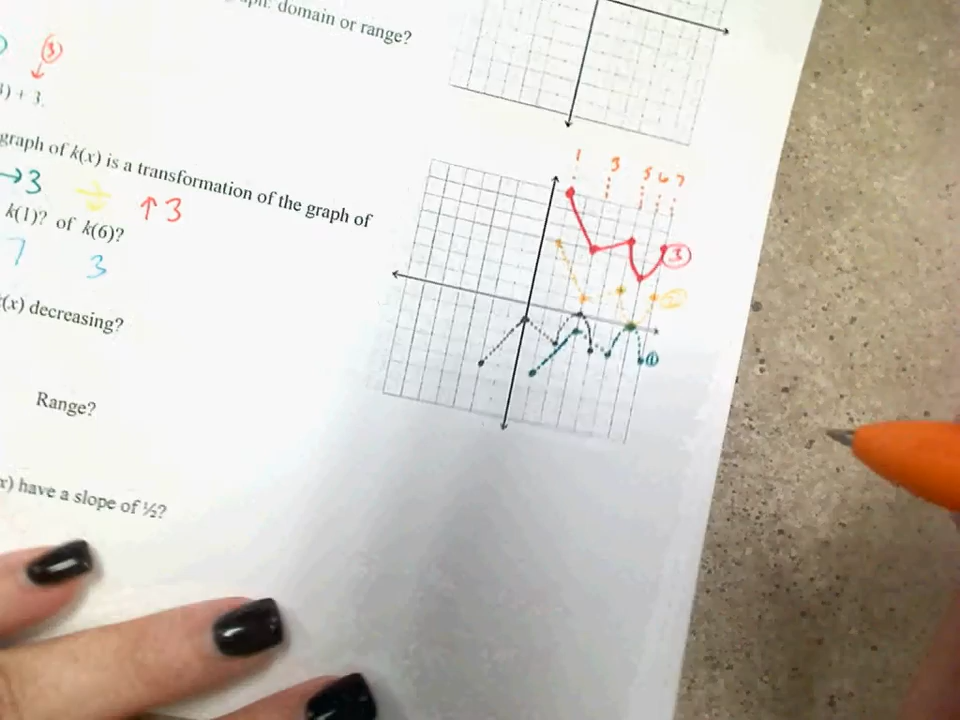 domain or range?
3
) + 3.
graph of k(x) is a transformation of the graph of
→3 ↑3
k(1)? of k(6)?
7 3
(x) decreasing?
Range?
x) have a slope of ½?
1 3 5 6 7
3
1